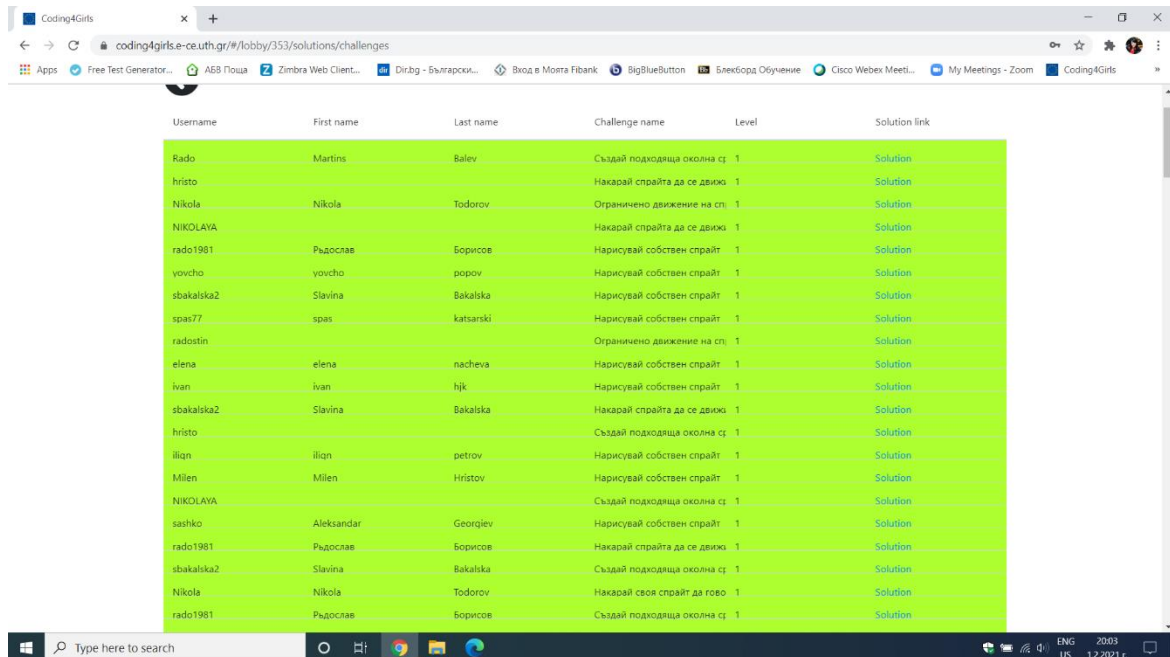 Coding4Girls
coding4girls.e-ce.uth.gr/#/lobby/353/solutions/challenges
Apps Free Test Generator... АБВ Поща Zimbra Web Client... Dir.bg - Български... Вход в Моята Fibank BigBlueButton Блекборд Обучение Cisco Webex Meeti... My Meetings - Zoom Coding4Girls »
Username First name Last name Challenge name Level Solution link
Rado Martins Balev Създай подходяща околна ср 1 Solution
hristo Накарай спрайта да се движи 1 Solution
Nikola Nikola Todorov Ограничено движение на сп 1 Solution
NIKOLAYA Накарай спрайта да се движи 1 Solution
rado1981 Рьдослав Борисов Нарисувай собствен спрайт 1 Solution
yovcho yovcho popov Нарисувай собствен спрайт 1 Solution
sbakalska2 Slavina Bakalska Нарисувай собствен спрайт 1 Solution
spas77 spas katsarski Нарисувай собствен спрайт 1 Solution
radostin Ограничено движение на сп 1 Solution
elena elena nacheva Нарисувай собствен спрайт 1 Solution
ivan ivan hjk Нарисувай собствен спрайт 1 Solution
sbakalska2 Slavina Bakalska Накарай спрайта да се движи 1 Solution
hristo Създай подходяща околна ср 1 Solution
iliqn iliqn petrov Нарисувай собствен спрайт 1 Solution
Milen Milen Hristov Нарисувай собствен спрайт 1 Solution
NIKOLAYA Създай подходяща околна ср 1 Solution
sashko Aleksandar Georgiev Нарисувай собствен спрайт 1 Solution
rado1981 Рьдослав Борисов Накарай спрайта да се движи 1 Solution
sbakalska2 Slavina Bakalska Създай подходяща околна ср 1 Solution
Nikola Nikola Todorov Накарай своя спрайт да гово 1 Solution
rado1981 Рьдослав Борисов Създай подходяща околна ср 1 Solution
Type here to search ENG 20:03
US 1.2.2021 г.